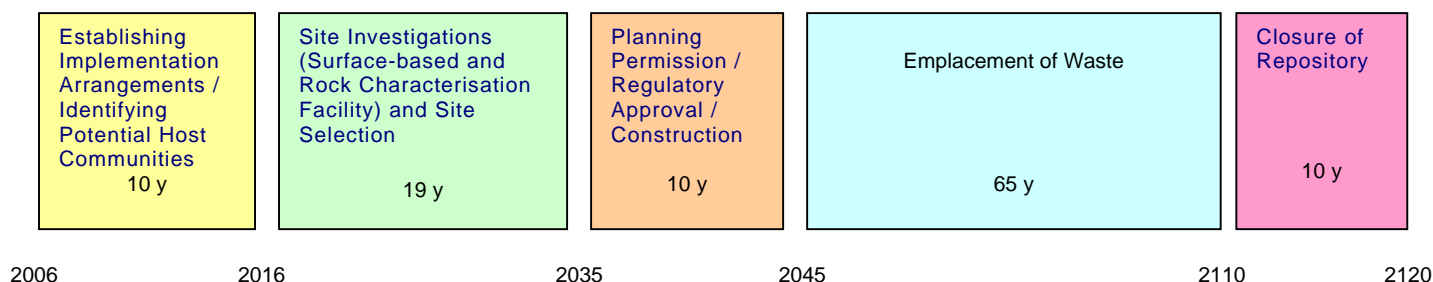 Establishing
Implementation
Arrangements /
Identifying
Potential Host
Communities
10 y
Site Investigations
(Surface-based and
Rock Characterisation
Facility) and Site
Selection
19 y
Planning
Permission /
Regulatory
Approval /
Construction
10 y
Emplacement of Waste
65 y
Closure of
Repository
10 y
2006
2016
2035
2045
2110
2120